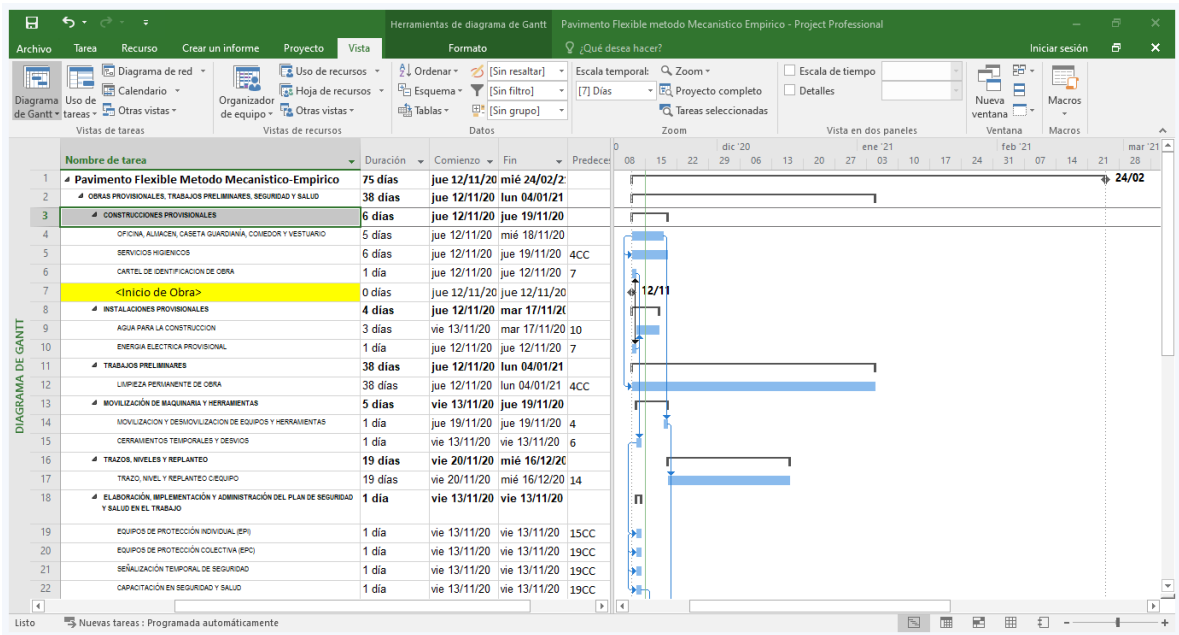 Herramientas de diagrama de Gantt Pavimento Flexible metodo Mecanistico Empirico - Project Professional
Archivo Tarea Recurso Crear un informe Proyecto Vista Formato ¿Qué desea hacer? Iniciar sesión
Diagrama de Gantt Uso de tareas Diagrama de red Calendario Otras vistas
Organizador de equipo Uso de recursos Hoja de recursos Otras vistas
Ordenar Esquema Tablas [Sin resaltar] [Sin filtro] [Sin grupo]
Escala temporal: [7] Días Zoom Proyecto completo Tareas seleccionadas
Escala de tiempo Detalles
Nueva ventana Macros
Vistas de tareas Vistas de recursos Datos Zoom Vista en dos paneles Ventana Macros
Nombre de tarea Duración Comienzo Fin Predeces
0 dic '20 ene '21 feb '21 mar '21
08 15 22 29 06 13 20 27 03 10 17 24 31 07 14 21 28
1 Pavimento Flexible Metodo Mecanistico-Empirico 75 días jue 12/11/20 mié 24/02/2 24/02
2 OBRAS PROVISIONALES, TRABAJOS PRELIMINARES, SEGURIDAD Y SALUD 38 días jue 12/11/20 lun 04/01/21
3 CONSTRUCCIONES PROVISIONALES 6 días jue 12/11/20 jue 19/11/20
4 OFICINA, ALMACEN, CASETA GUARDIANÍA, COMEDOR Y VESTUARIO 5 días jue 12/11/20 mié 18/11/20
5 SERVICIOS HIGIENICOS 6 días jue 12/11/20 jue 19/11/20 4CC
6 CARTEL DE IDENTIFICACION DE OBRA 1 día jue 12/11/20 jue 12/11/20 7
7 <Inicio de Obra> 0 días jue 12/11/20 jue 12/11/20 12/11
8 INSTALACIONES PROVISIONALES 4 días jue 12/11/20 mar 17/11/20
9 AGUA PARA LA CONSTRUCCION 3 días vie 13/11/20 mar 17/11/20 10
10 ENERGIA ELECTRICA PROVISIONAL 1 día jue 12/11/20 jue 12/11/20 7
11 TRABAJOS PRELIMINARES 38 días jue 12/11/20 lun 04/01/21
12 LIMPIEZA PERMANENTE DE OBRA 38 días jue 12/11/20 lun 04/01/21 4CC
13 MOVILIZACIÓN DE MAQUINARIA Y HERRAMIENTAS 5 días vie 13/11/20 jue 19/11/20
14 MOVILIZACION Y DESMOVILIZACION DE EQUIPOS Y HERRAMIENTAS 1 día jue 19/11/20 jue 19/11/20 4
15 CERRAMIENTOS TEMPORALES Y DESVIOS 1 día vie 13/11/20 vie 13/11/20 6
16 TRAZOS, NIVELES Y REPLANTEO 19 días vie 20/11/20 mié 16/12/20
17 TRAZO, NIVEL Y REPLANTEO C/EQUIPO 19 días vie 20/11/20 mié 16/12/20 14
18 ELABORACIÓN, IMPLEMENTACIÓN Y ADMINISTRACIÓN DEL PLAN DE SEGURIDAD 1 día vie 13/11/20 vie 13/11/20
Y SALUD EN EL TRABAJO
19 EQUIPOS DE PROTECCIÓN INDIVIDUAL (EPI) 1 día vie 13/11/20 vie 13/11/20 15CC
20 EQUIPOS DE PROTECCIÓN COLECTIVA (EPC) 1 día vie 13/11/20 vie 13/11/20 19CC
21 SEÑALIZACIÓN TEMPORAL DE SEGURIDAD 1 día vie 13/11/20 vie 13/11/20 19CC
22 CAPACITACIÓN EN SEGURIDAD Y SALUD 1 día vie 13/11/20 vie 13/11/20 19CC
DIAGRAMA DE GANTT
Listo Nuevas tareas : Programada automáticamente